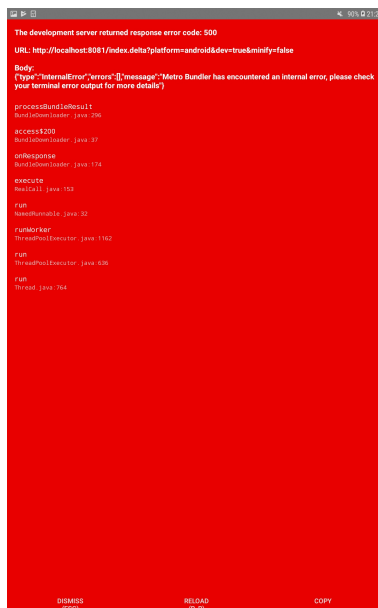 90% 21:2
The development server returned response error code: 500
URL: http://localhost:8081/index.delta?platform=android&dev=true&minify=false
Body:
{"type":"InternalError","errors":[],"message":"Metro Bundler has encountered an internal error, please check
your terminal error output for more details"}
processBundleResult
BundleDownloader.java:296
access$200
BundleDownloader.java:37
onResponse
BundleDownloader.java:174
execute
RealCall.java:153
run
NamedRunnable.java:32
runWorker
ThreadPoolExecutor.java:1162
run
ThreadPoolExecutor.java:636
run
Thread.java:764
DISMISS RELOAD COPY